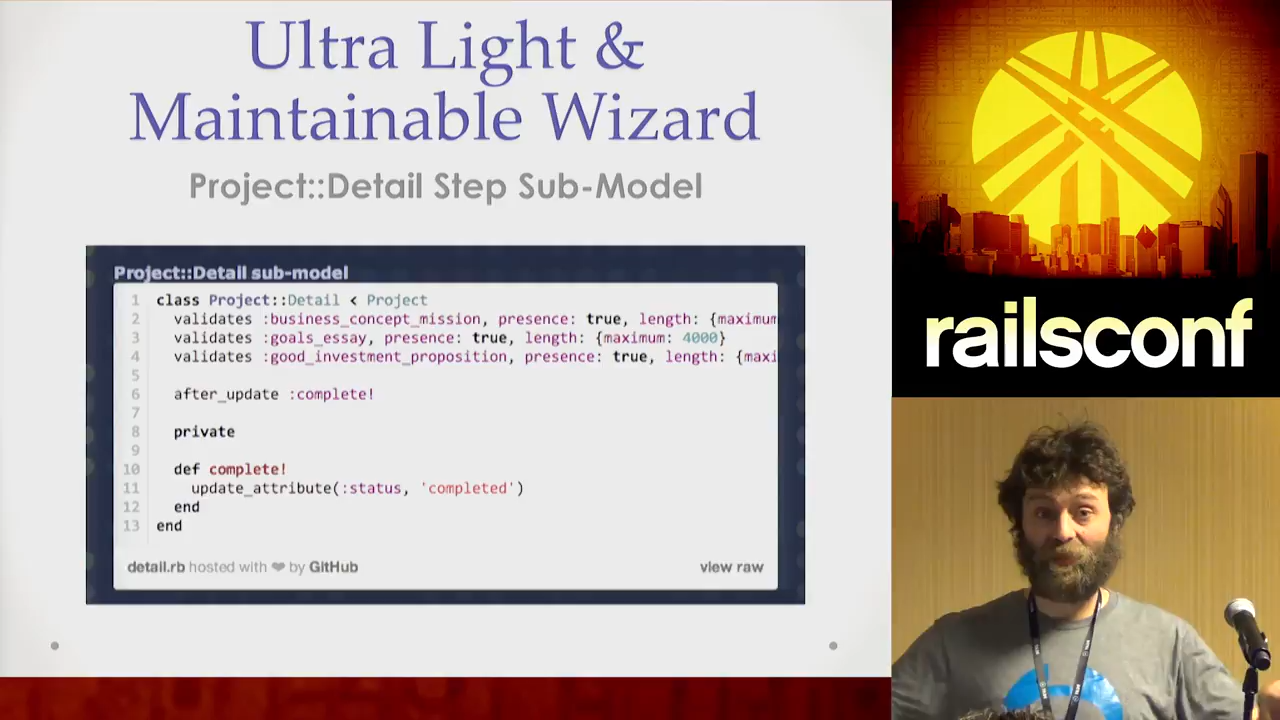 Ultra Light &
Maintainable Wizard
Project::Detail Step Sub-Model
Project::Detail sub-model
1 class Project::Detail < Project
2 validates :business_concept_mission, presence: true, length: {maximum
3 validates :goals_essay, presence: true, length: {maximum: 4000}
4 validates :good_investment_proposition, presence: true, length: {maxi
5
6 after_update :complete!
7
8 private
9
10 def complete!
11 update_attribute(:status, 'completed')
12 end
13 end
detail.rb hosted with ❤ by GitHub
view raw
railsconf